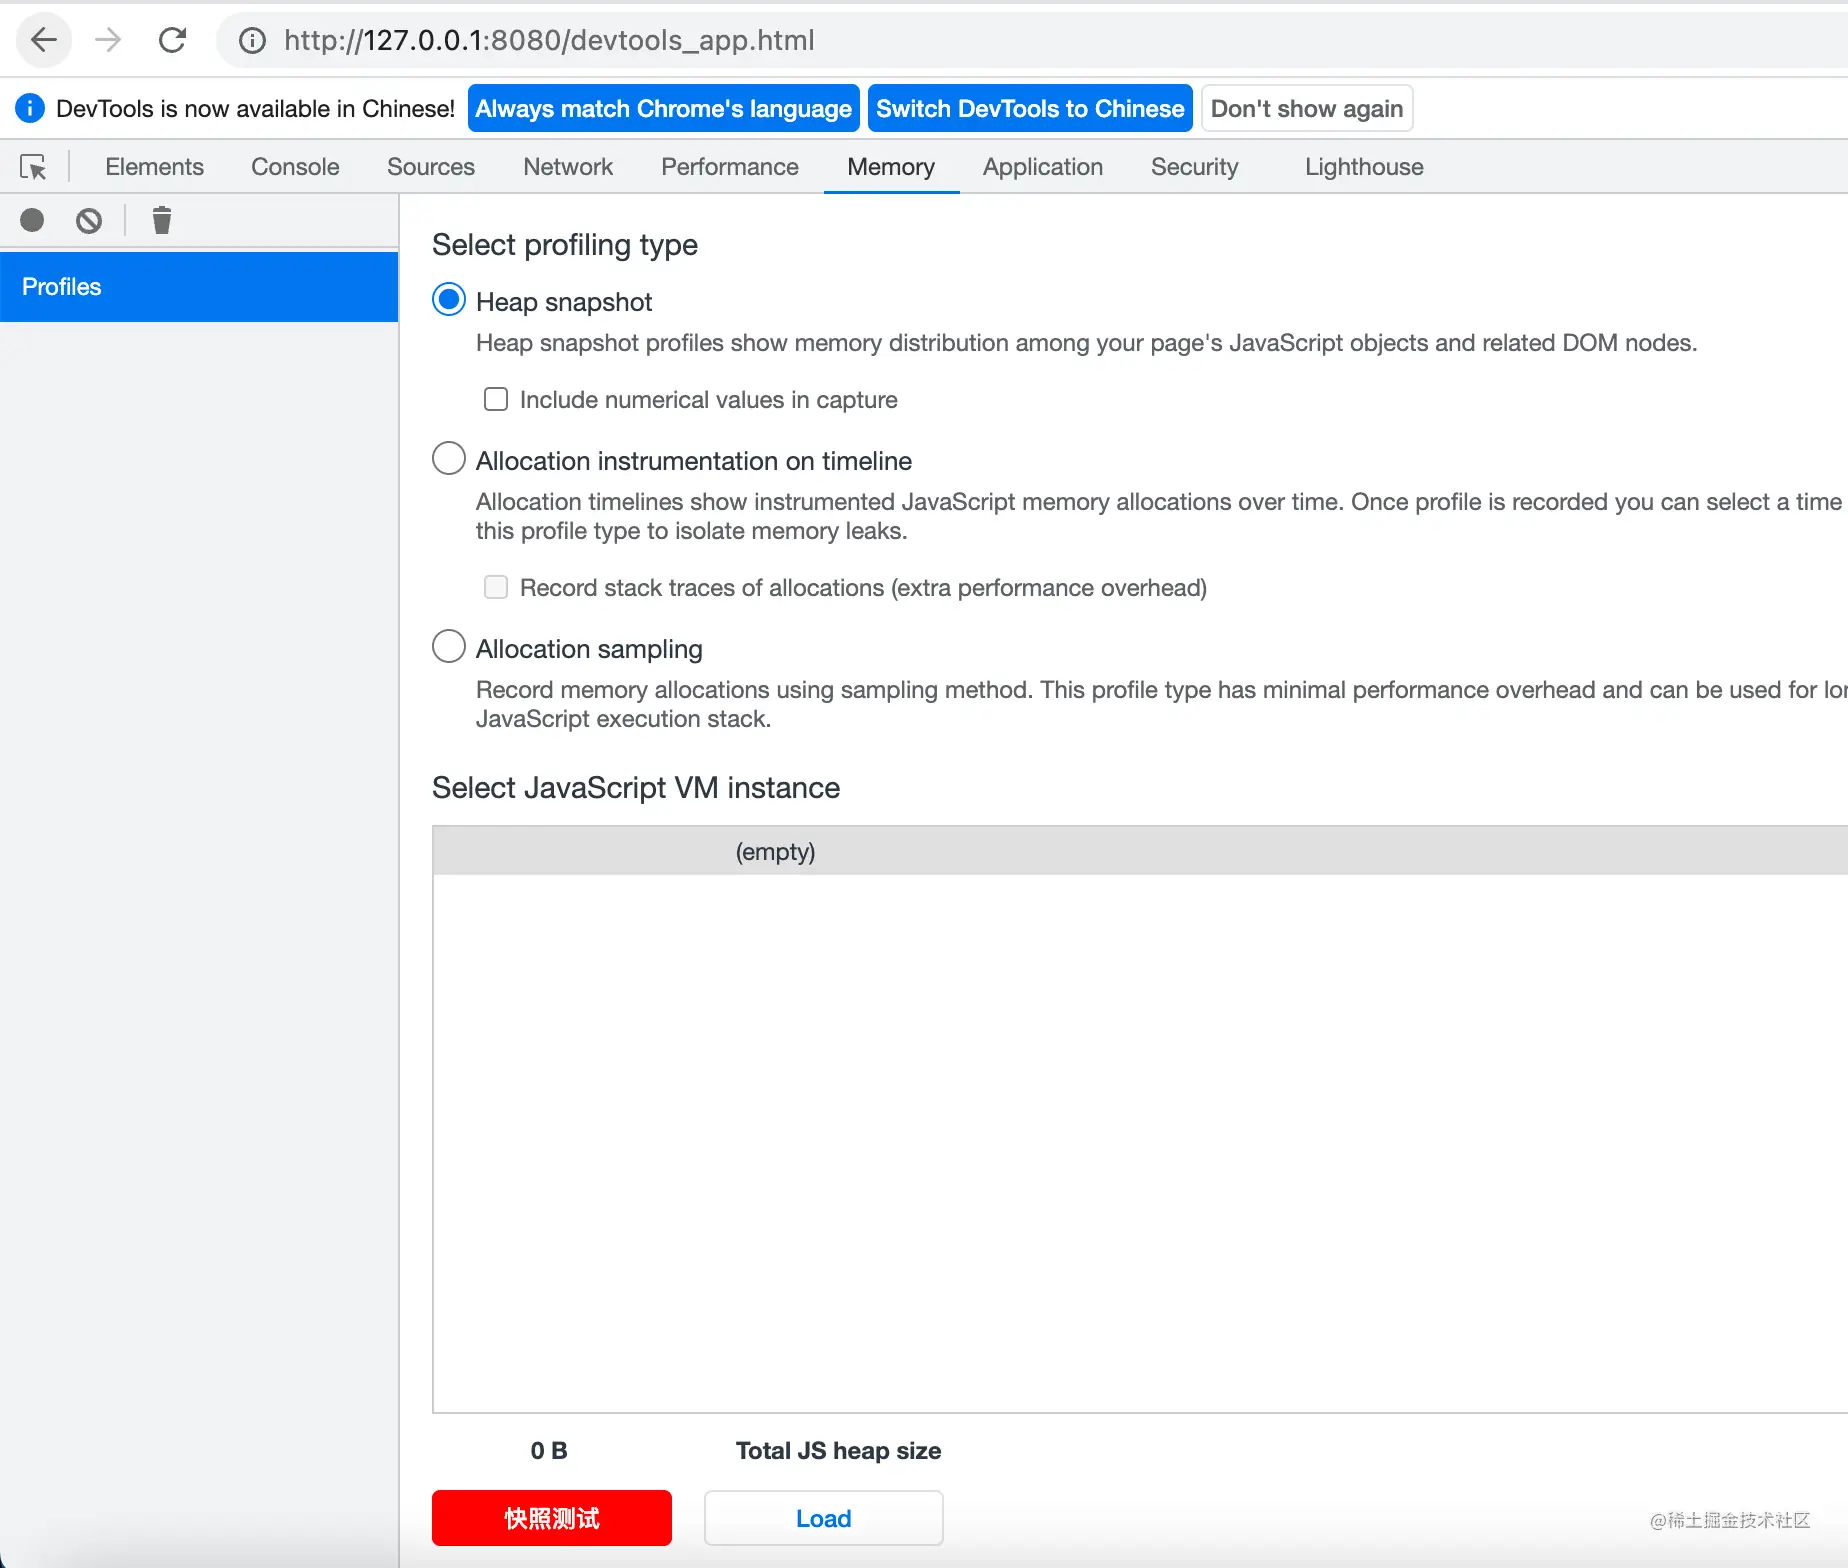 http://127.0.0.1:8080/devtools_app.html
DevTools is now available in Chinese! Always match Chrome's language Switch DevTools to Chinese Don't show again
Elements Console Sources Network Performance Memory Application Security Lighthouse
Profiles
Select profiling type
Heap snapshot
Heap snapshot profiles show memory distribution among your page's JavaScript objects and related DOM nodes.
Include numerical values in capture
Allocation instrumentation on timeline
Allocation timelines show instrumented JavaScript memory allocations over time. Once profile is recorded you can select a time
this profile type to isolate memory leaks.
Record stack traces of allocations (extra performance overhead)
Allocation sampling
Record memory allocations using sampling method. This profile type has minimal performance overhead and can be used for
JavaScript execution stack.
Select JavaScript VM instance
(empty)
0 B Total JS heap size
快照测试 Load
@稀土掘金技术社区